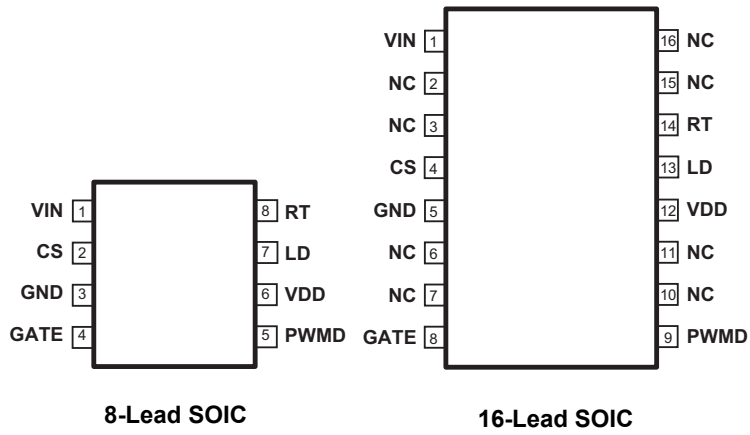 VIN 1
CS 2
GND 3
GATE 4
8 RT
7 LD
6 VDD
5 PWMD
8-Lead SOIC
VIN 1
NC 2
NC 3
CS 4
GND 5
NC 6
NC 7
GATE 8
16 NC
15 NC
14 RT
13 LD
12 VDD
11 NC
10 NC
9 PWMD
16-Lead SOIC